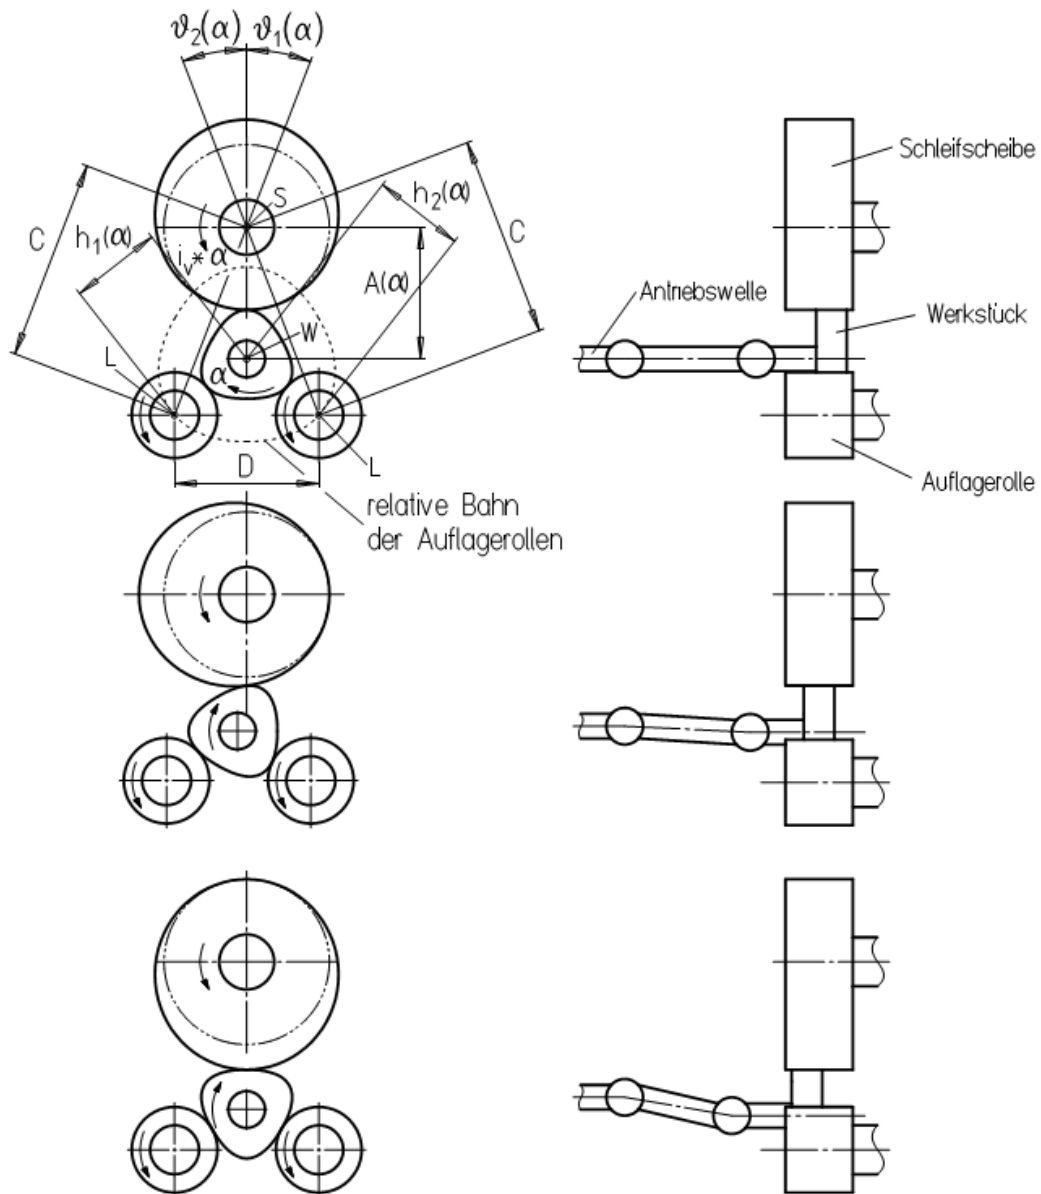 ϑ₂(α) ϑ₁(α)
S
h₂(α)
C
h₁(α)
C
iᵥ*α
A(α)
W
L
α
D
L
relative Bahn
der Auflagerollen
Schleifscheibe
Antriebswelle
Werkstück
Auflagerolle